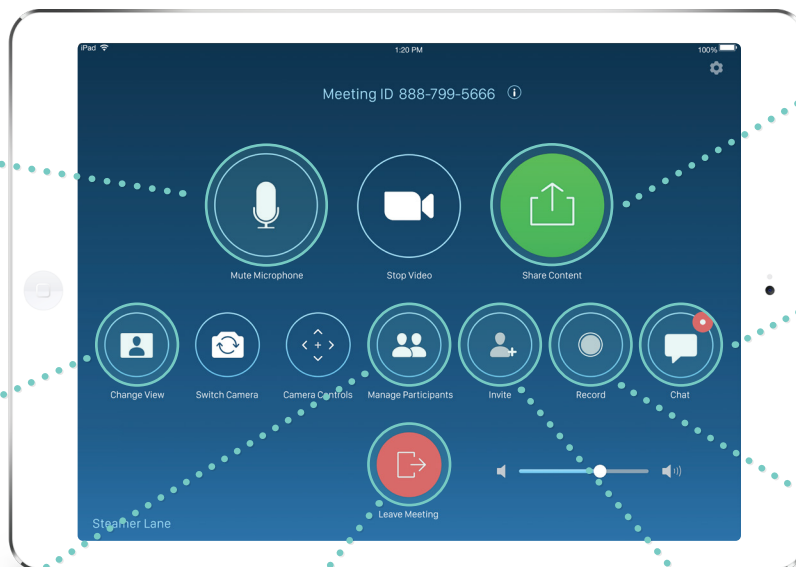 iPad
1:20 PM
100%
Meeting ID 888-799-5666
Mute Microphone
Stop Video
Share Content
Change View
Switch Camera
Camera Controls
Manage Participants
Invite
Record
Chat
Leave Meeting
Steamer Lane